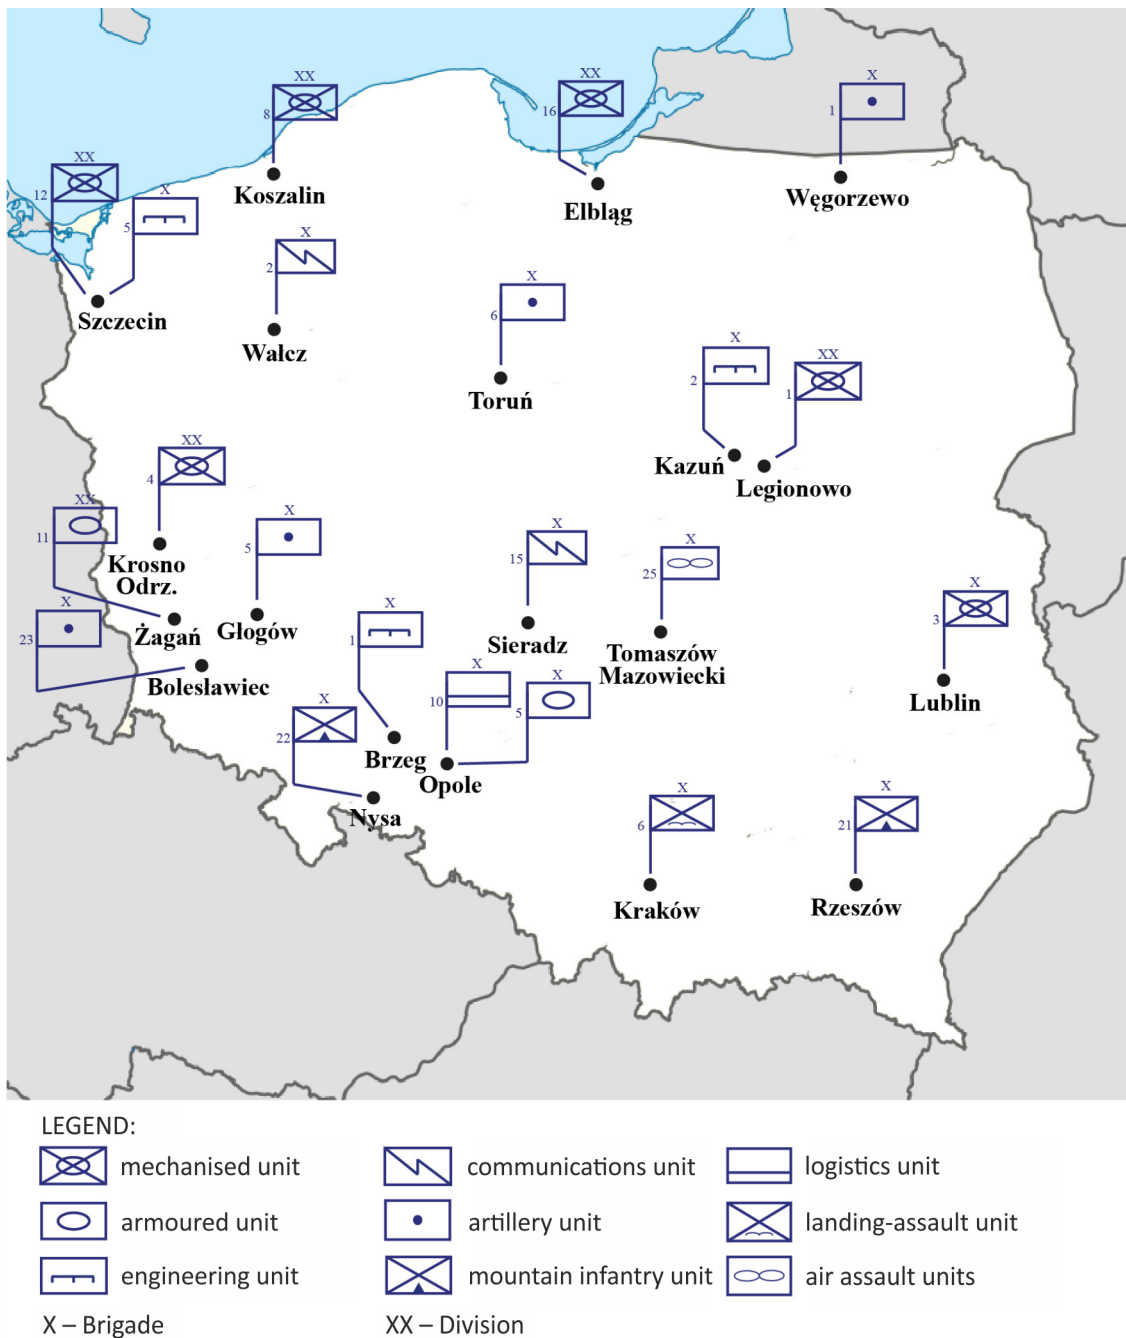 XX
8
Koszalin
XX
16
Elbląg
X
1
Węgorzewo
XX
12
X
5
Szczecin
X
2
Wałcz
X
6
Toruń
X
2
Kazuń
XX
1
Legionowo
XX
4
Krosno
Odrz.
XX
11
Żagań
X
5
Głogów
X
23
Bolesławiec
X
15
Sieradz
X
25
Tomaszów
Mazowiecki
X
3
Lublin
X
1
Brzeg
X
10
X
5
Opole
X
22
Nysa
X
6
Kraków
X
21
Rzeszów
LEGEND:
mechanised unit
communications unit
logistics unit
armoured unit
artillery unit
landing-assault unit
engineering unit
mountain infantry unit
air assault units
X – Brigade
XX – Division